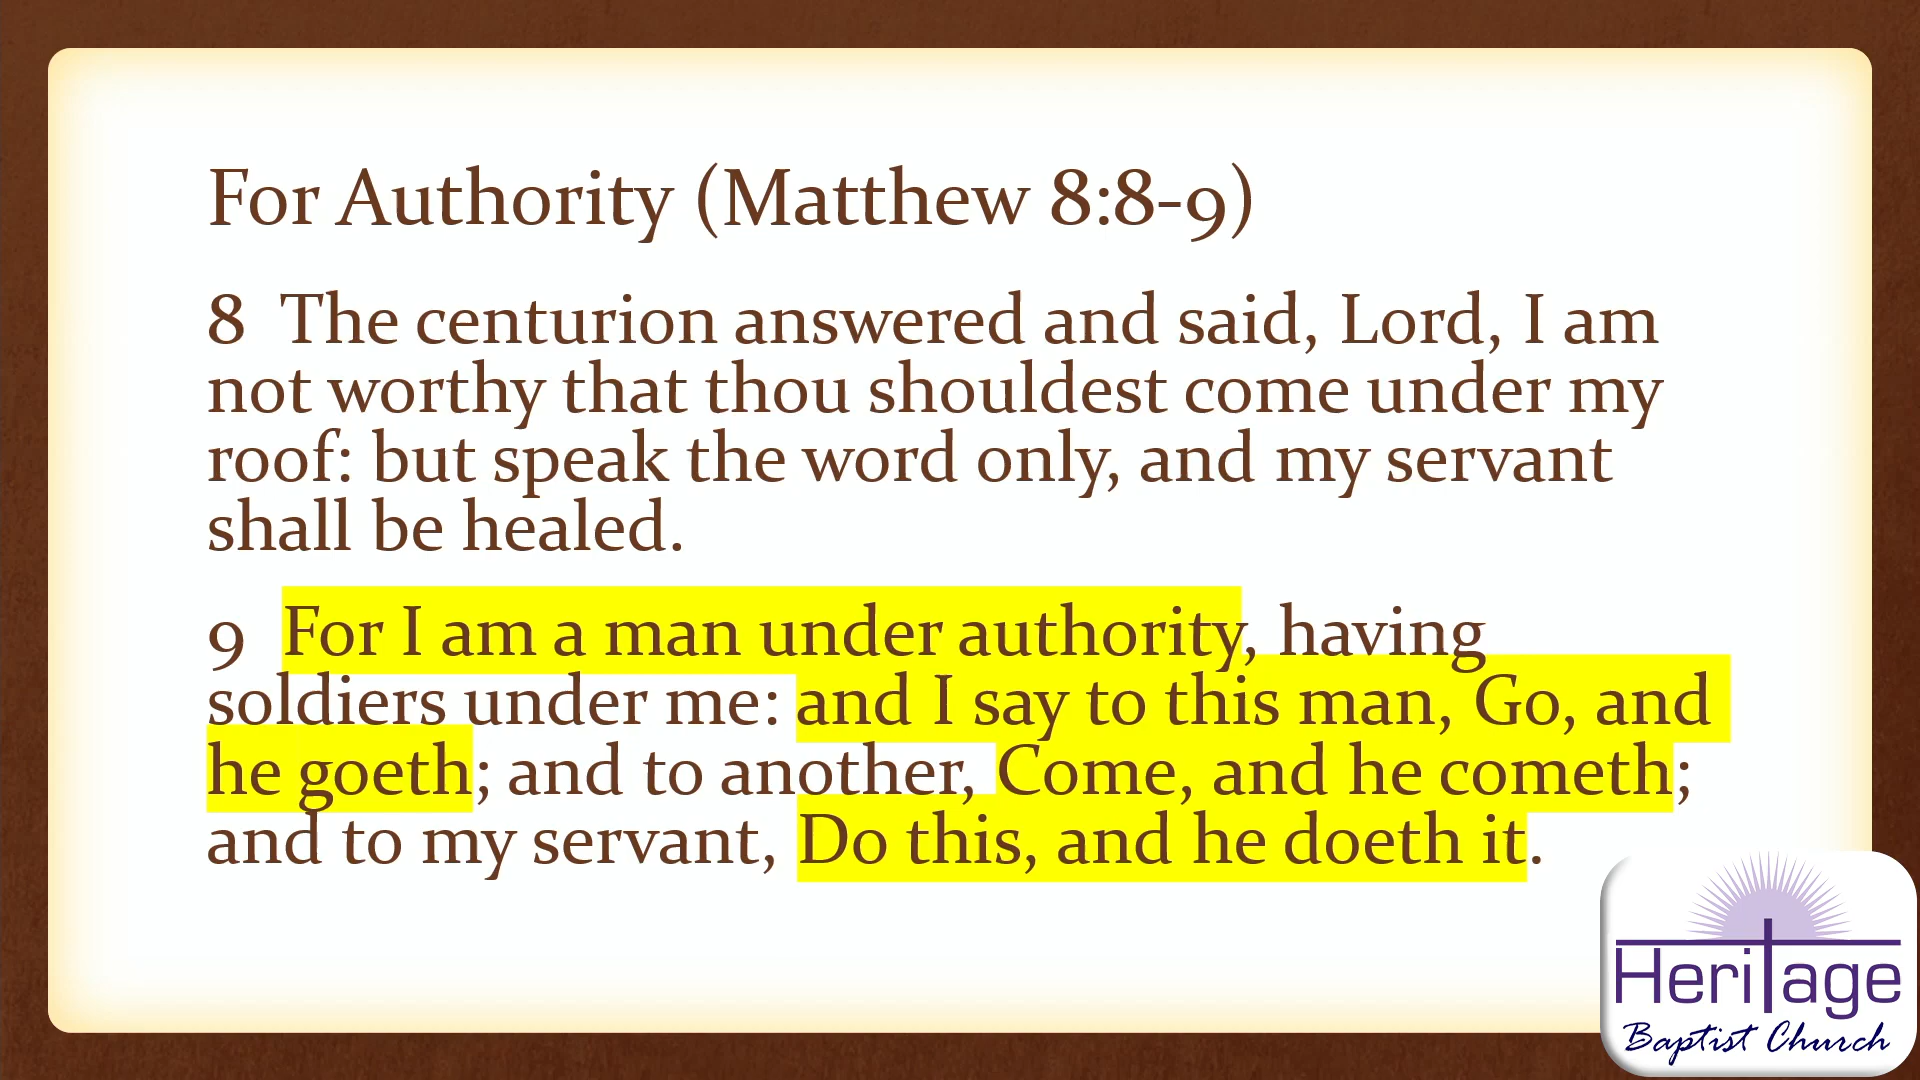 For Authority (Matthew 8:8-9)
8 The centurion answered and said, Lord, I am
not worthy that thou shouldest come under my
roof: but speak the word only, and my servant
shall be healed.
9 For I am a man under authority, having
soldiers under me: and I say to this man, Go, and
he goeth; and to another, Come, and he cometh;
and to my servant, Do this, and he doeth it.
Heritage
Baptist Church